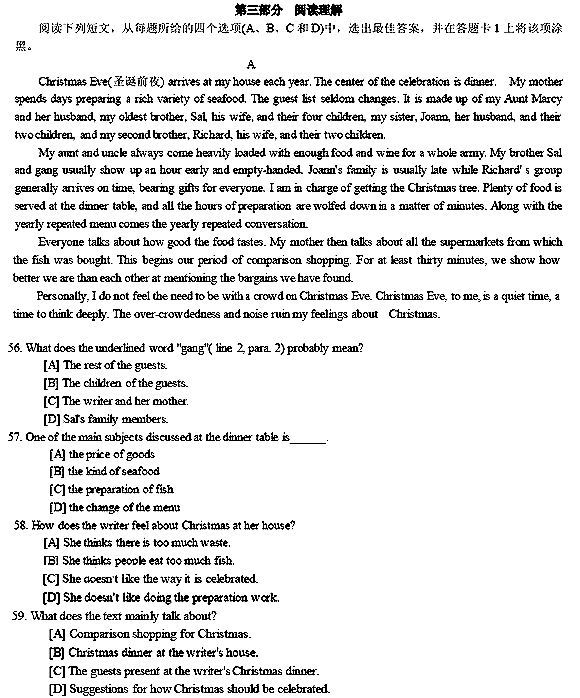 第三部分 阅读理解
阅读下列短文，从每题所给的四个选项(A、B、C 和 D)中，选出最佳答案，并在答题卡 1 上将该项涂
黑。
A
Christmas Eve(圣诞前夜) arrives at my house each year. The center of the celebration is dinner. My mother
spends days preparing a rich variety of seafood. The guest list seldom changes. It is made up of my Aunt Marcy
and her husband, my oldest brother, Sal, his wife, and their four children, my sister, Joann, her husband, and their
two children, and my second brother, Richard, his wife, and their two children.
My aunt and uncle always come heavily loaded with enough food and wine for a whole army. My brother Sal
and gang usually show up an hour early and empty-handed. Joann's family is usually late while Richard' s group
generally arrives on time, bearing gifts for everyone. I am in charge of getting the Christmas tree. Plenty of food is
served at the dinner table, and all the hours of preparation are wolfed down in a matter of minutes. Along with the
yearly repeated menu comes the yearly repeated conversation.
Everyone talks about how good the food tastes. My mother then talks about all the supermarkets from which
the fish was bought. This begins our period of comparison shopping. For at least thirty minutes, we show how
better we are than each other at mentioning the bargains we have found.
Personally, I do not feel the need to be with a crowd on Christmas Eve. Christmas Eve, to me, is a quiet time, a
time to think deeply. The over-crowdedness and noise ruin my feelings about Christmas.
56. What does the underlined word "gang"( line 2, para. 2) probably mean?
[A] The rest of the guests.
[B] The children of the guests.
[C] The writer and her mother.
[D] Sal's family members.
57. One of the main subjects discussed at the dinner table is______.
[A] the price of goods
[B] the kind of seafood
[C] the preparation of fish
[D] the change of the menu
58. How does the writer feel about Christmas at her house?
[A] She thinks there is too much waste.
[B] She thinks people eat too much fish.
[C] She doesn't like the way it is celebrated.
[D] She doesn't like doing the preparation work.
59. What does the text mainly talk about?
[A] Comparison shopping for Christmas.
[B] Christmas dinner at the writer's house.
[C] The guests present at the writer's Christmas dinner.
[D] Suggestions for how Christmas should be celebrated.